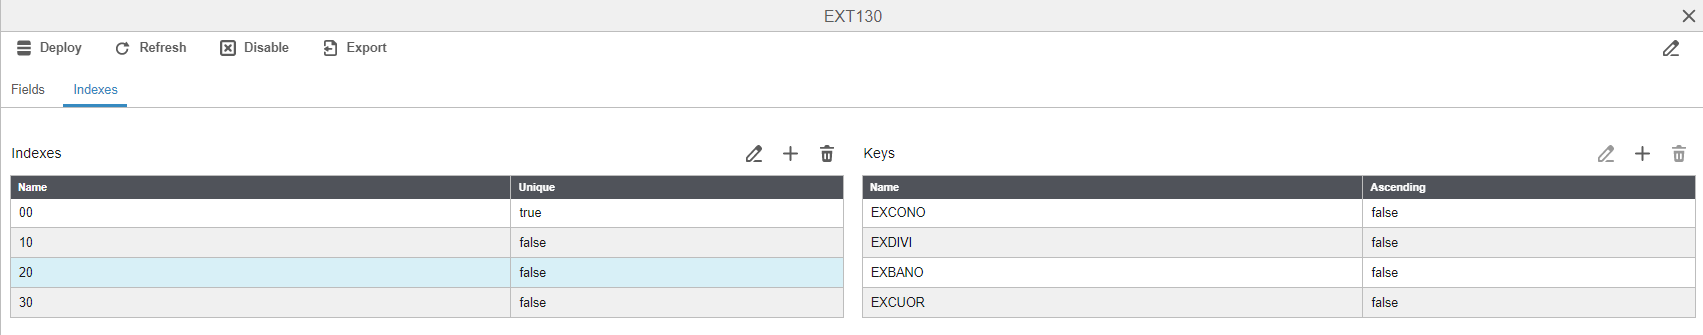 EXT130
Deploy Refresh Disable Export
Fields Indexes
Indexes
Name Unique
00 true
10 false
20 false
30 false
Keys
Name Ascending
EXCONO false
EXDIVI false
EXBANO false
EXCUOR false